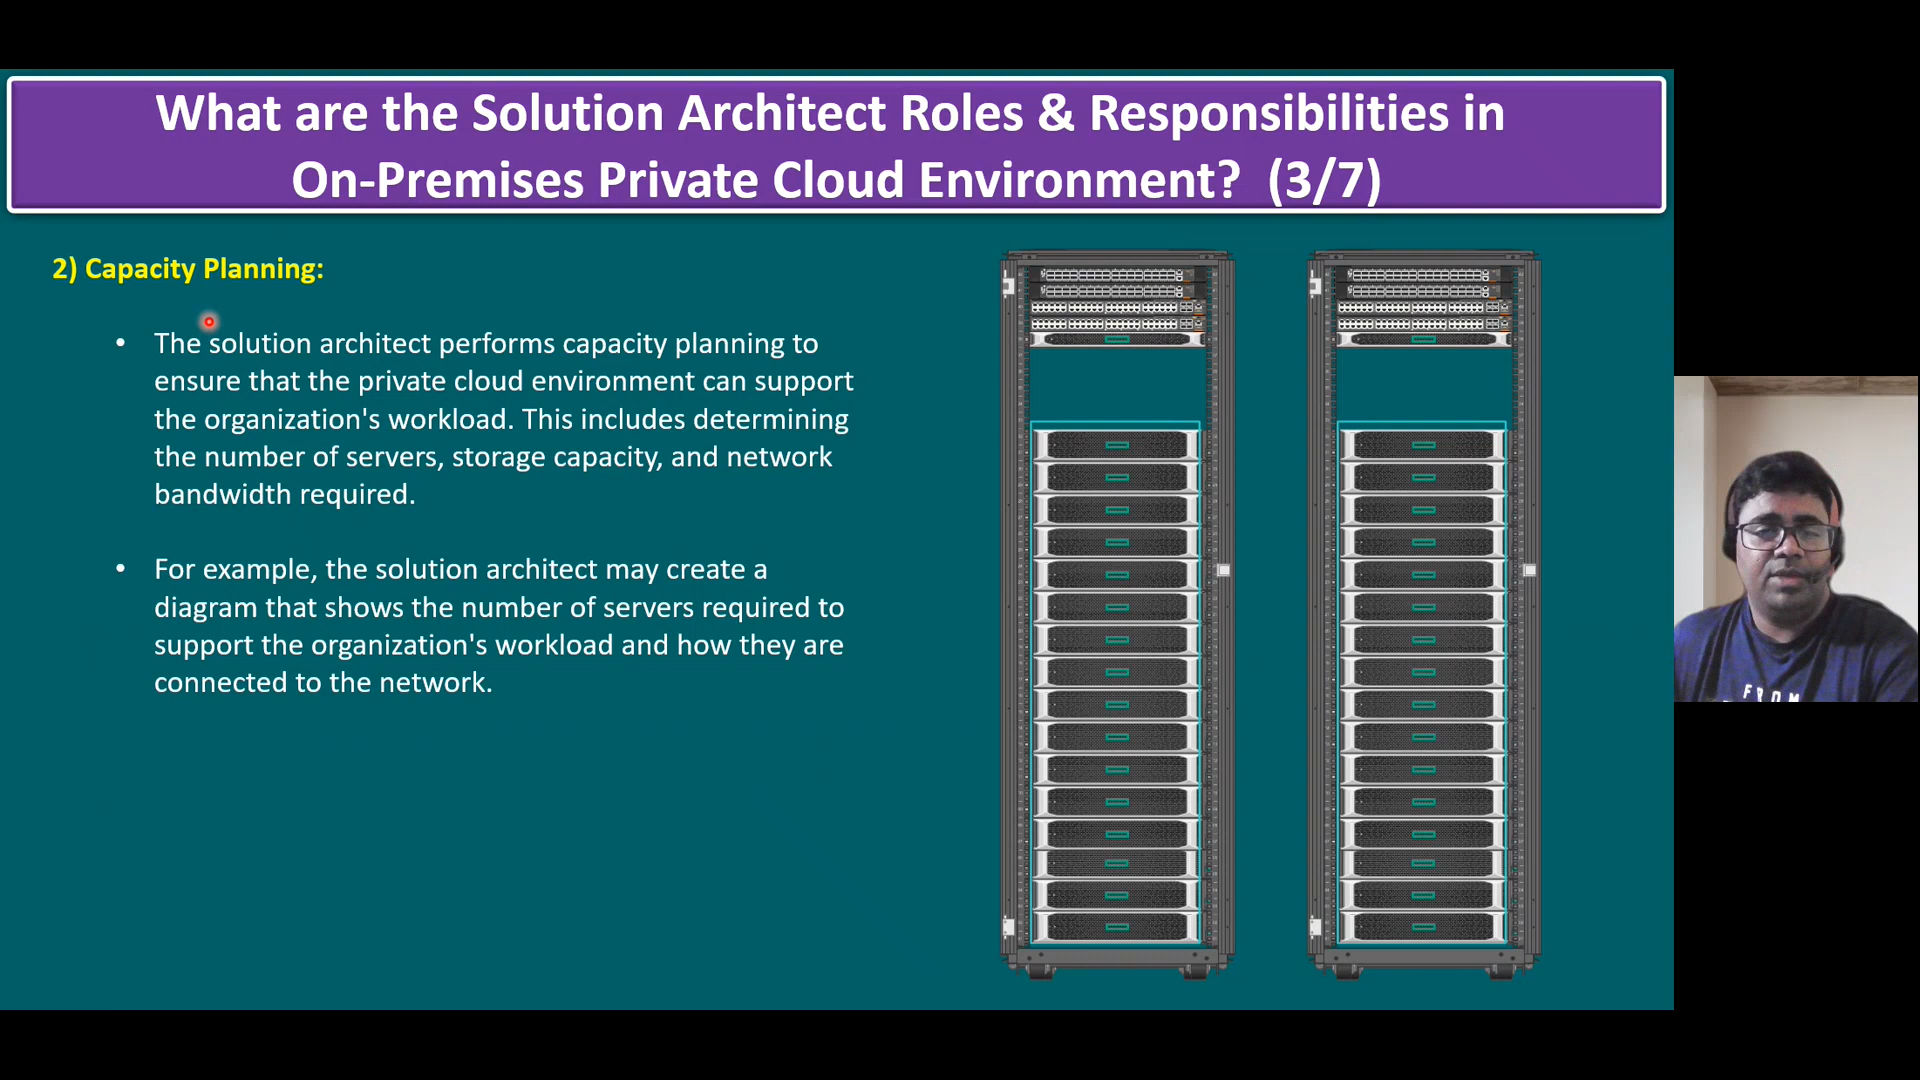 What are the Solution Architect Roles & Responsibilities in
On-Premises Private Cloud Environment? (3/7)
2) Capacity Planning:
• The solution architect performs capacity planning to
ensure that the private cloud environment can support
the organization's workload. This includes determining
the number of servers, storage capacity, and network
bandwidth required.
• For example, the solution architect may create a
diagram that shows the number of servers required to
support the organization's workload and how they are
connected to the network.
FROM